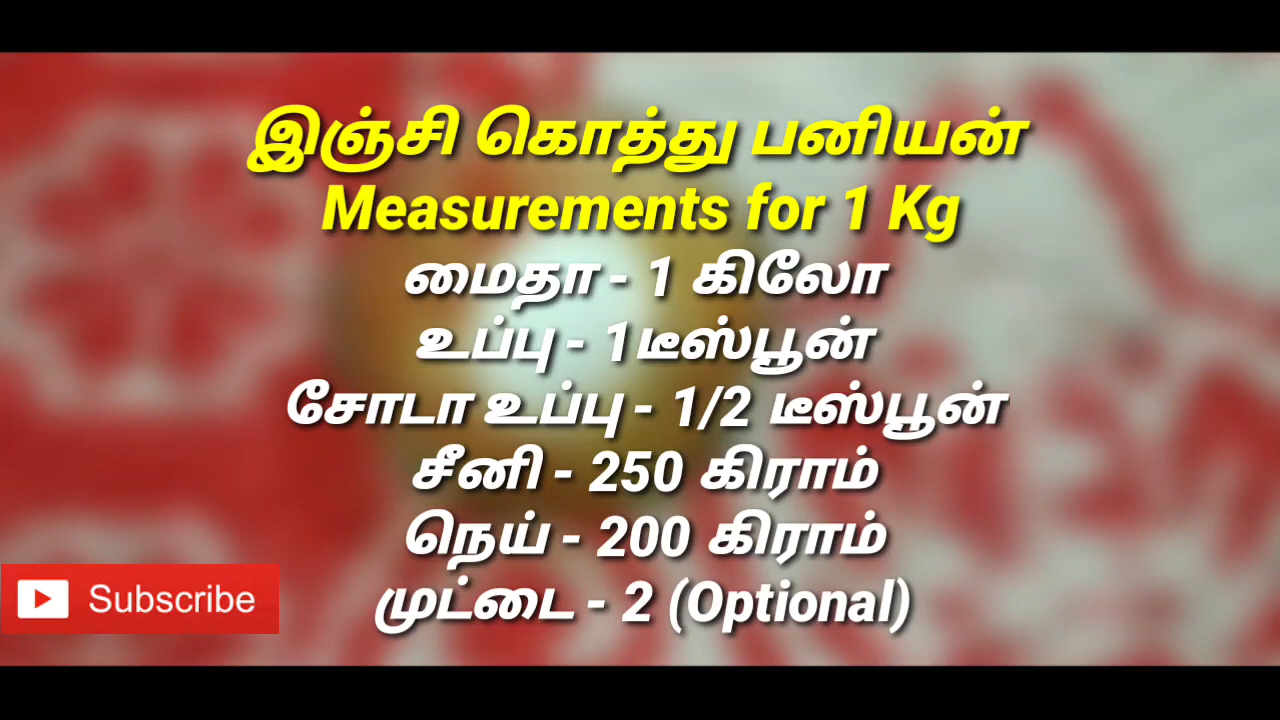 இஞ்சி கொத்து பனியன்
Measurements for 1 Kg
மைதா - 1 கிலோ
உப்பு - 1டீஸ்பூன்
சோடா உப்பு - 1/2 டீஸ்பூன்
சீனி - 250 கிராம்
நெய் - 200 கிராம்
முட்டை - 2 (Optional)
Subscribe